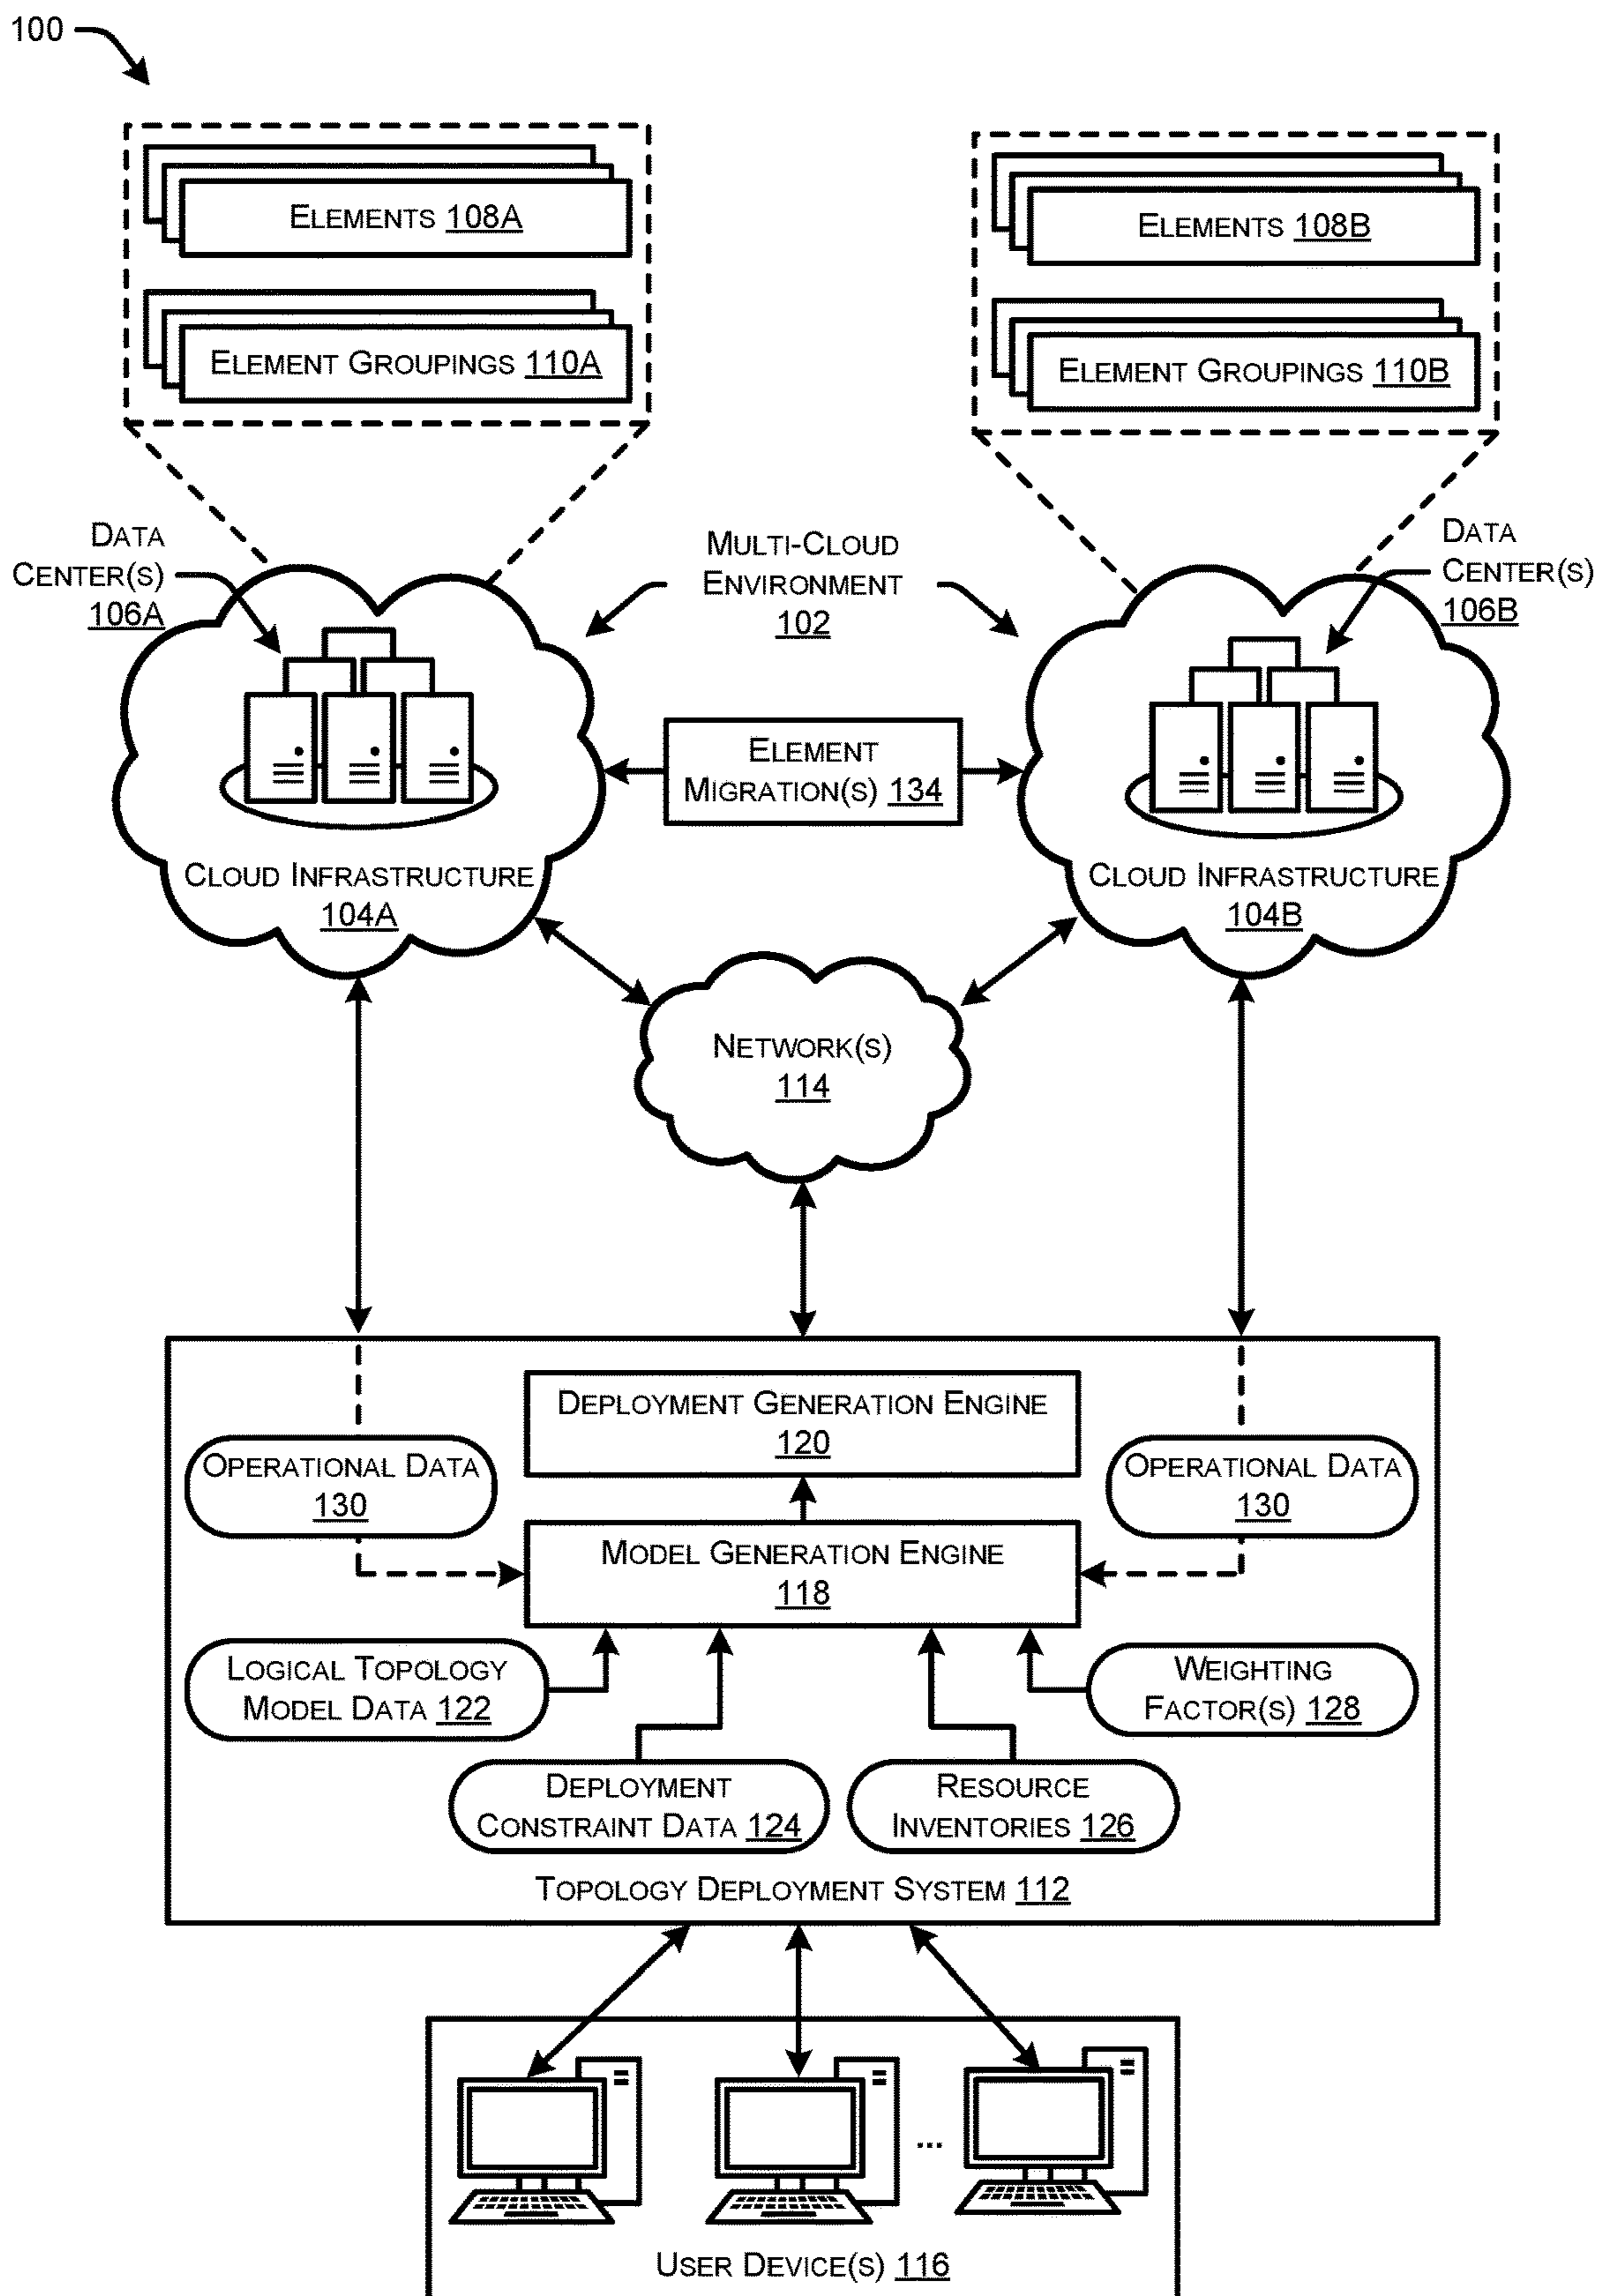 100
ELEMENTS 108A
ELEMENT GROUPINGS 110A
ELEMENTS 108B
ELEMENT GROUPINGS 110B
DATA
CENTER(S)
106A
MULTI-CLOUD
ENVIRONMENT
102
DATA
CENTER(S)
106B
ELEMENT
MIGRATION(S) 134
CLOUD INFRASTRUCTURE
104A
CLOUD INFRASTRUCTURE
104B
NETWORK(S)
114
DEPLOYMENT GENERATION ENGINE
120
OPERATIONAL DATA
130
OPERATIONAL DATA
130
MODEL GENERATION ENGINE
118
LOGICAL TOPOLOGY
MODEL DATA 122
WEIGHTING
FACTOR(S) 128
DEPLOYMENT
CONSTRAINT DATA 124
RESOURCE
INVENTORIES 126
TOPOLOGY DEPLOYMENT SYSTEM 112
...
USER DEVICE(S) 116